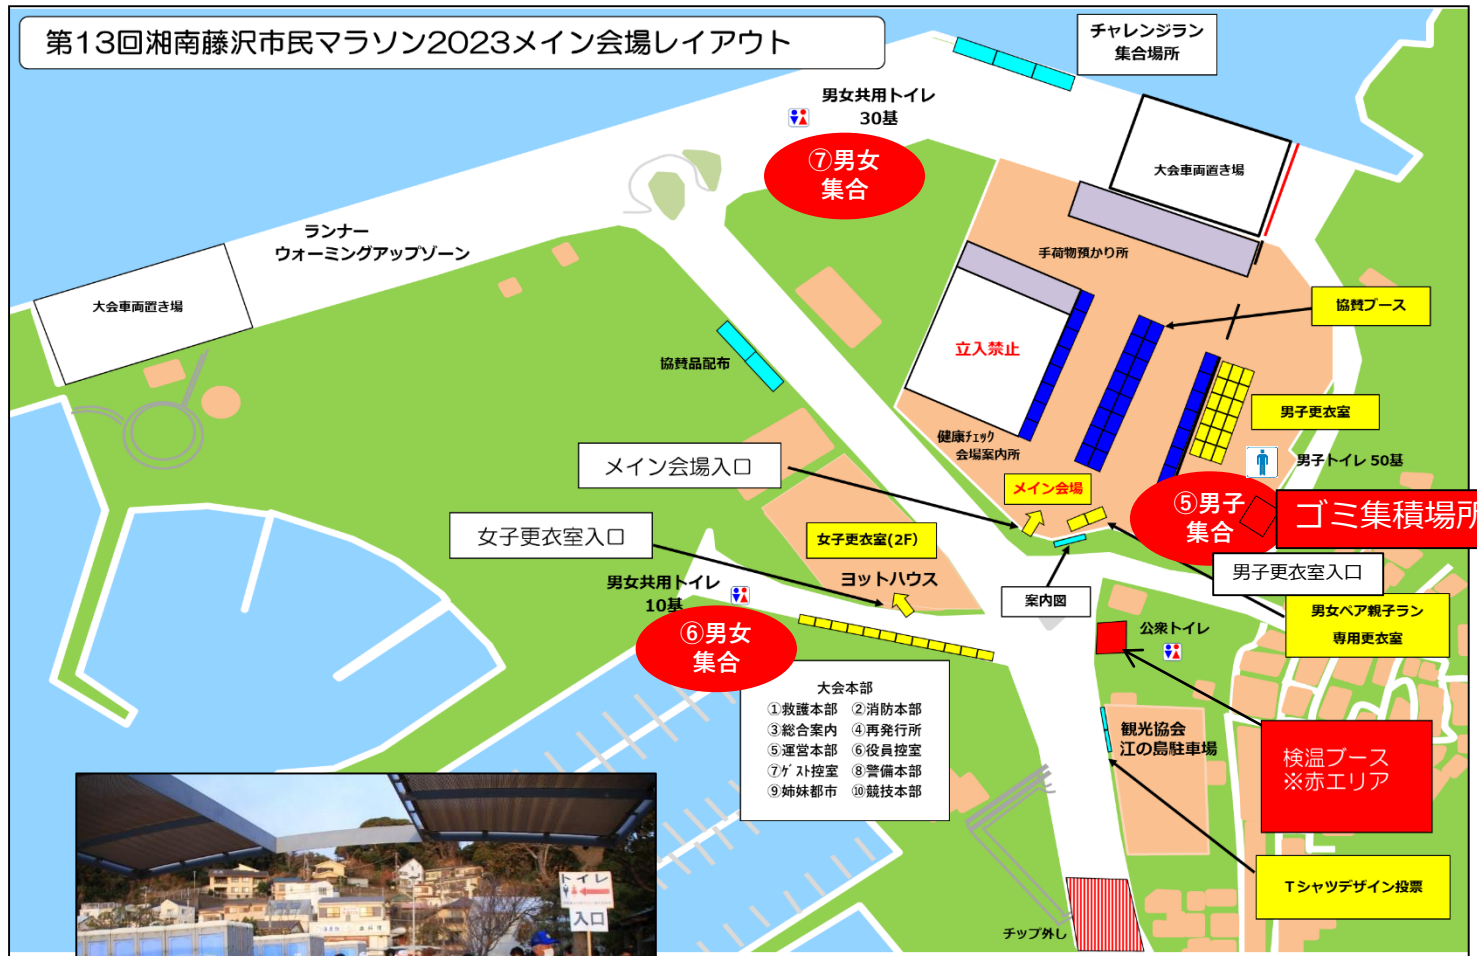 第13回湘南藤沢市民マラソン2023メイン会場レイアウト
チャレンジラン
集合場所
男女共用トイレ
30基
⑦男女
集合
大会車両置き場
ランナー
ウォーミングアップゾーン
手荷物預かり所
大会車両置き場
協賛ブース
立入禁止
協賛品配布
男子更衣室
健康チェック
会場案内所
メイン会場入口
男子トイレ 50基
メイン会場
⑤男子
集合
ゴミ集積場所
女子更衣室入口
女子更衣室(2F)
ヨットハウス
男子更衣室入口
男女共用トイレ
10基
案内図
男女ペア親子ラン
専用更衣室
⑥男女
集合
公衆トイレ
大会本部
①救護本部 ②消防本部
③総合案内 ④再発行所
⑤運営本部 ⑥役員控室
⑦ゲスト控室 ⑧警備本部
⑨姉妹都市 ⑩競技本部
観光協会
江の島駐車場
検温ブース
※赤エリア
Tシャツデザイン投票
チップ外し
トイレ
入口